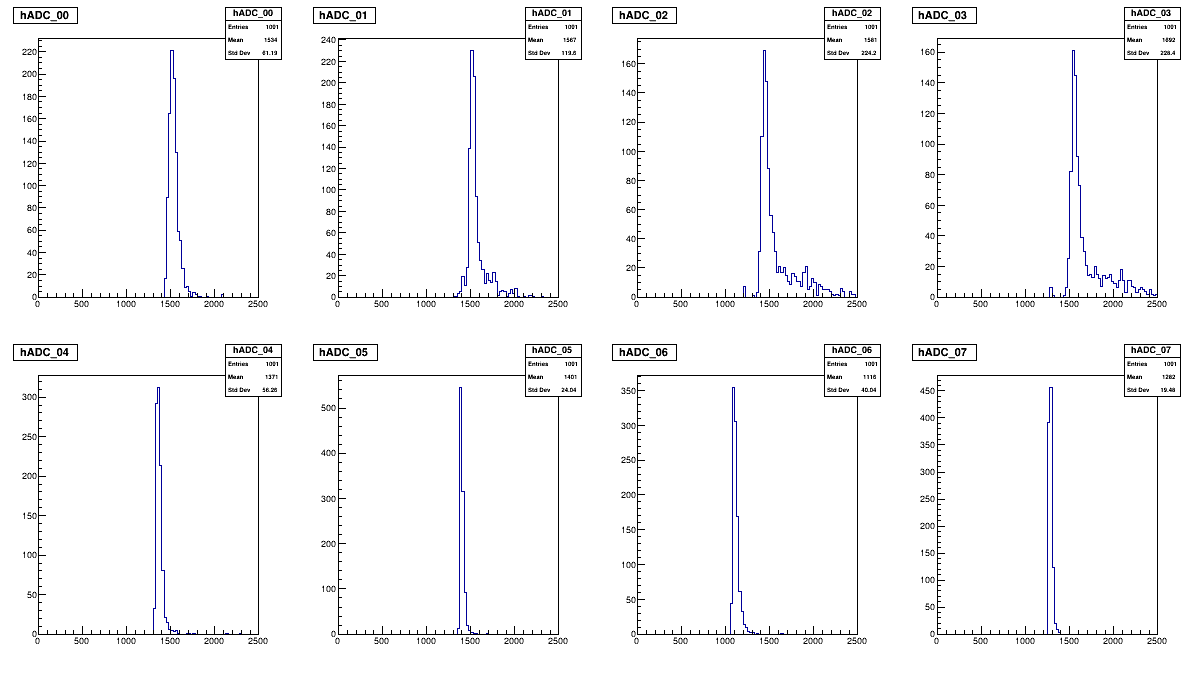 hADC_00
hADC_00
Entries 1001
Mean 1534
Std Dev 61.19
220
200
180
160
140
120
100
80
60
40
20
0
0 500 1000 1500 2000 2500
hADC_01
hADC_01
Entries 1001
Mean 1567
Std Dev 119.6
240
220
200
180
160
140
120
100
80
60
40
20
0
0 500 1000 1500 2000 2500
hADC_02
hADC_02
Entries 1001
Mean 1581
Std Dev 224.2
160
140
120
100
80
60
40
20
0
0 500 1000 1500 2000 2500
hADC_03
hADC_03
Entries 1001
Mean 1692
Std Dev 226.4
160
140
120
100
80
60
40
20
0
0 500 1000 1500 2000 2500
hADC_04
hADC_04
Entries 1001
Mean 1371
Std Dev 56.26
300
250
200
150
100
50
0
0 500 1000 1500 2000 2500
hADC_05
hADC_05
Entries 1001
Mean 1401
Std Dev 24.04
500
400
300
200
100
0
0 500 1000 1500 2000 2500
hADC_06
hADC_06
Entries 1001
Mean 1116
Std Dev 40.04
350
300
250
200
150
100
50
0
0 500 1000 1500 2000 2500
hADC_07
hADC_07
Entries 1001
Mean 1282
Std Dev 19.48
450
400
350
300
250
200
150
100
50
0
0 500 1000 1500 2000 2500